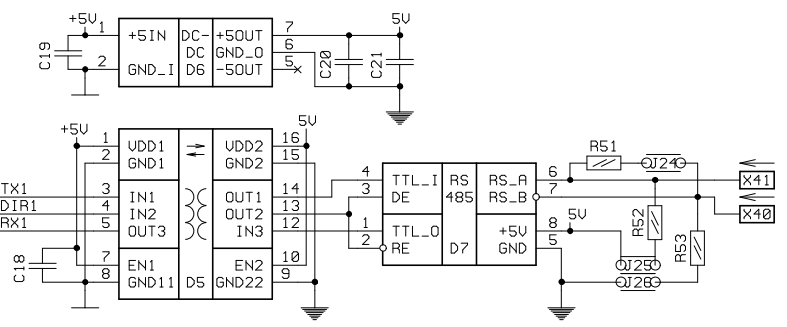 +5V 1 +5IN DC- +5OUT 7 5V
C19 DC GND_O 6 C20 C21
2 GND_I D6 -5OUT 5
+5V 1 VDD1 VDD2 16 5V
2 GND1 GND2 15
R51 J24
4 TTL_I RS RS_A 6 X41
TX1 3 IN1 OUT1 14 3 DE 485 RS_B 7
DIR1 4 IN2 OUT2 13 R52 5V X40
RX1 5 OUT3 IN3 12 1 TTL_O +5V 8
2 RE D7 GND 5 R53
C18 7 EN1 EN2 10 J25
8 GND11 D5 GND22 9 J26